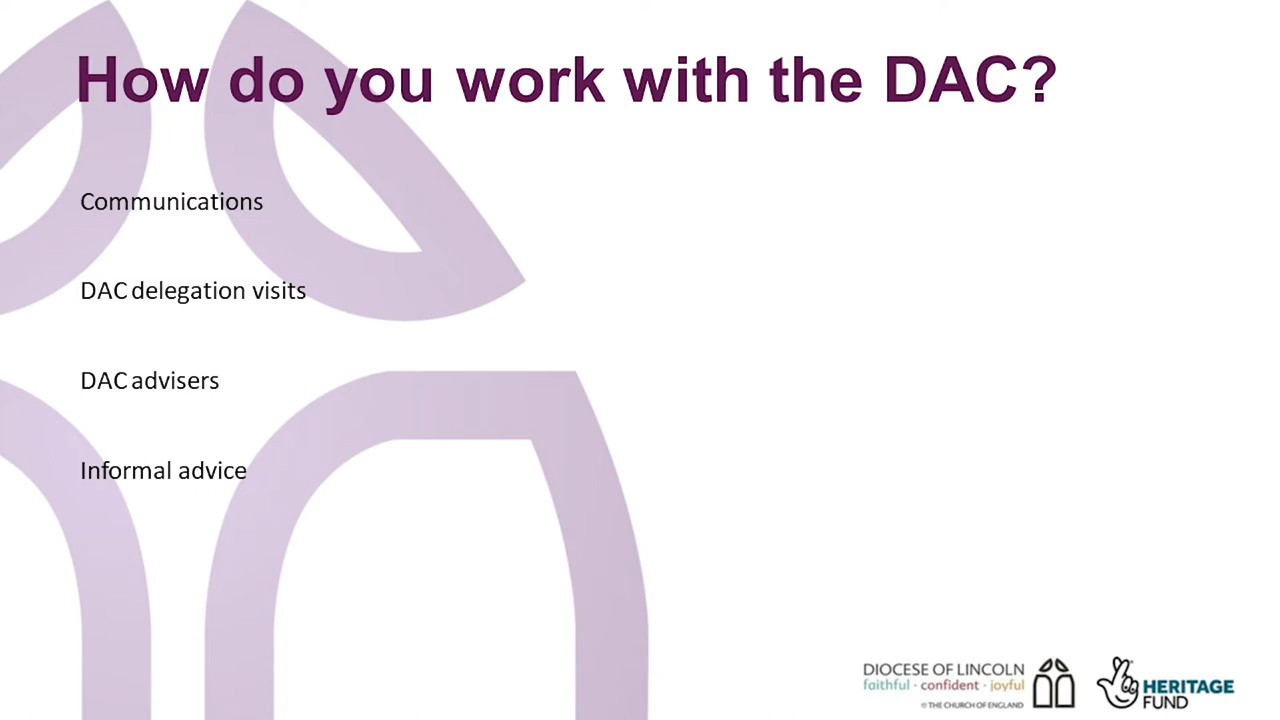 How do you work with the DAC?
Communications
DAC delegation visits
DAC advisers
Informal advice
DIOCESE OF LINCOLN
faithful · confident · joyful
© THE CHURCH OF ENGLAND
HERITAGE
FUND